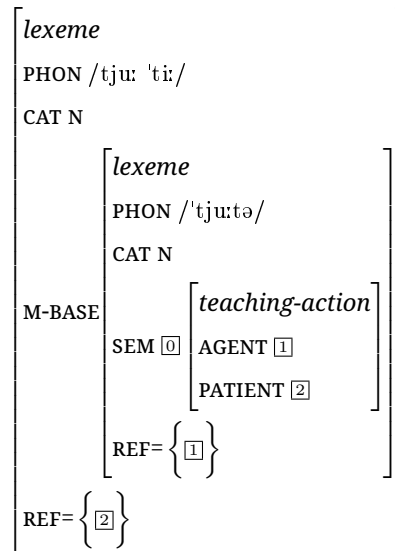 lexeme
PHON /tjuː ˈtiː/
CAT N
lexeme
PHON /ˈtjuːtə/
CAT N
teaching-action
M-BASE
SEM 0 AGENT 1
PATIENT 2
REF= { 1 }
REF= { 2 }